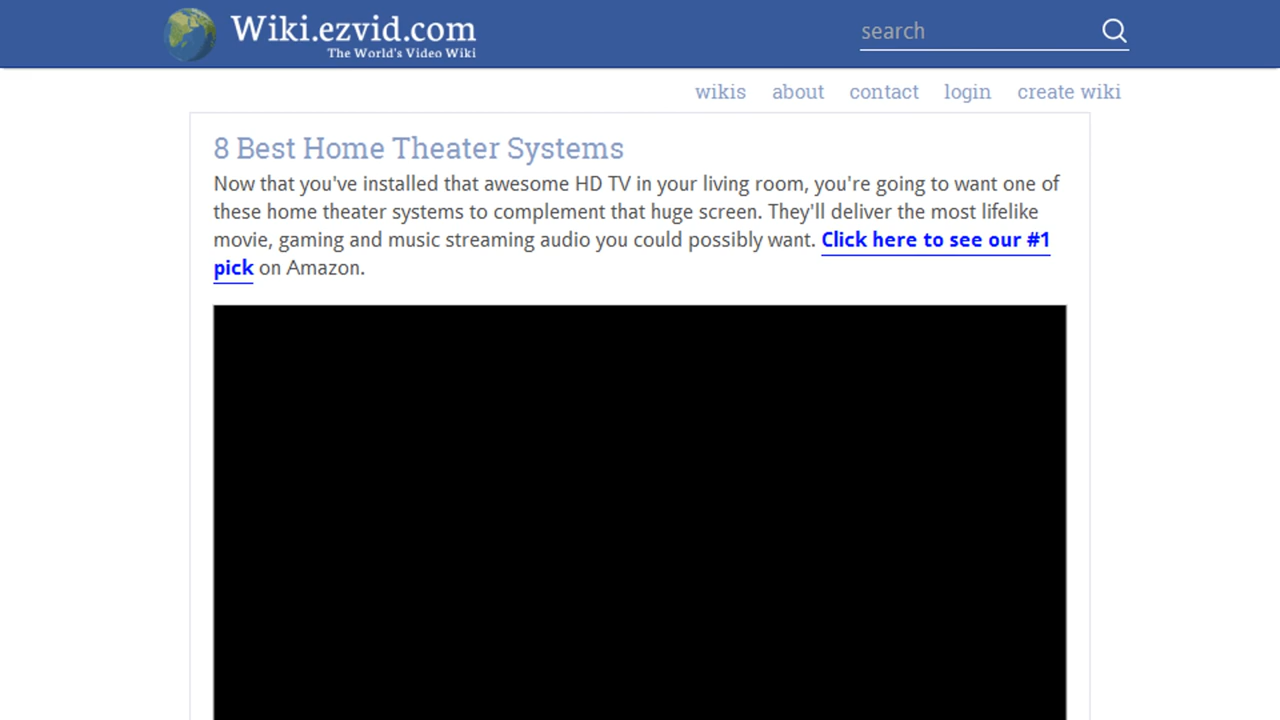 Wiki.ezvid.com
The World's Video Wiki
search
wikis about contact login create wiki
8 Best Home Theater Systems
Now that you've installed that awesome HD TV in your living room, you're going to want one of
these home theater systems to complement that huge screen. They'll deliver the most lifelike
movie, gaming and music streaming audio you could possibly want. Click here to see our #1
pick on Amazon.